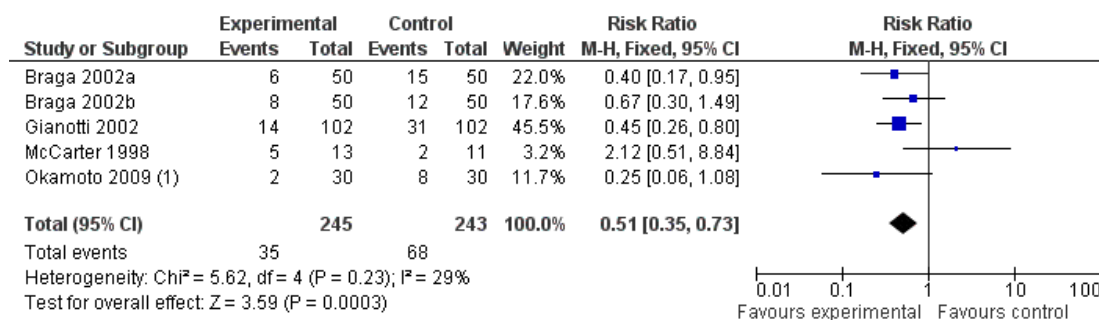 Experimental Control Risk Ratio Risk Ratio
Study or Subgroup Events Total Events Total Weight M-H, Fixed, 95% CI M-H, Fixed, 95% CI
Braga 2002a 6 50 15 50 22.0% 0.40 [0.17, 0.95]
Braga 2002b 8 50 12 50 17.6% 0.67 [0.30, 1.49]
Gianotti 2002 14 102 31 102 45.5% 0.45 [0.26, 0.80]
McCarter 1998 5 13 2 11 3.2% 2.12 [0.51, 8.84]
Okamoto 2009 (1) 2 30 8 30 11.7% 0.25 [0.06, 1.08]
Total (95% CI) 245 243 100.0% 0.51 [0.35, 0.73]
Total events 35 68
Heterogeneity: Chi² = 5.62, df = 4 (P = 0.23); I² = 29%
Test for overall effect: Z = 3.59 (P = 0.0003)
0.01 0.1 1 10 100
Favours experimental Favours control